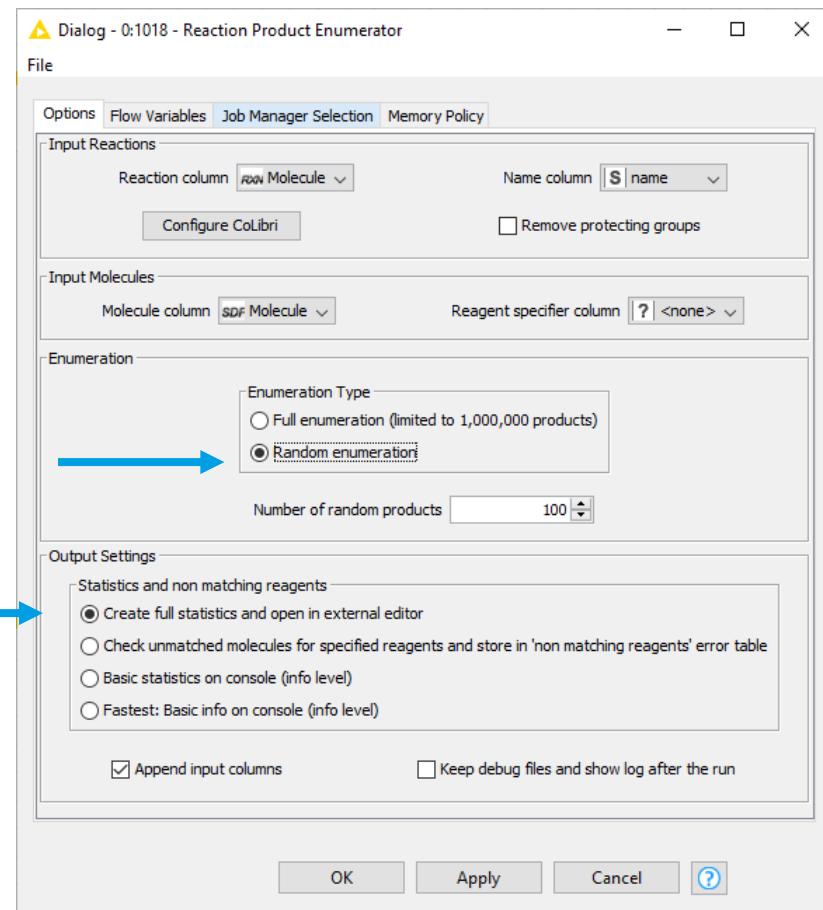 Dialog - 0:1018 - Reaction Product Enumerator
File
Options Flow Variables Job Manager Selection Memory Policy
Input Reactions
Reaction column RXN Molecule Name column S name
Configure CoLibri Remove protecting groups
Input Molecules
Molecule column SDF Molecule Reagent specifier column ? <none>
Enumeration
Enumeration Type
Full enumeration (limited to 1,000,000 products)
Random enumeration
Number of random products 100
Output Settings
Statistics and non matching reagents
Create full statistics and open in external editor
Check unmatched molecules for specified reagents and store in 'non matching reagents' error table
Basic statistics on console (info level)
Fastest: Basic info on console (info level)
Append input columns Keep debug files and show log after the run
OK Apply Cancel ?